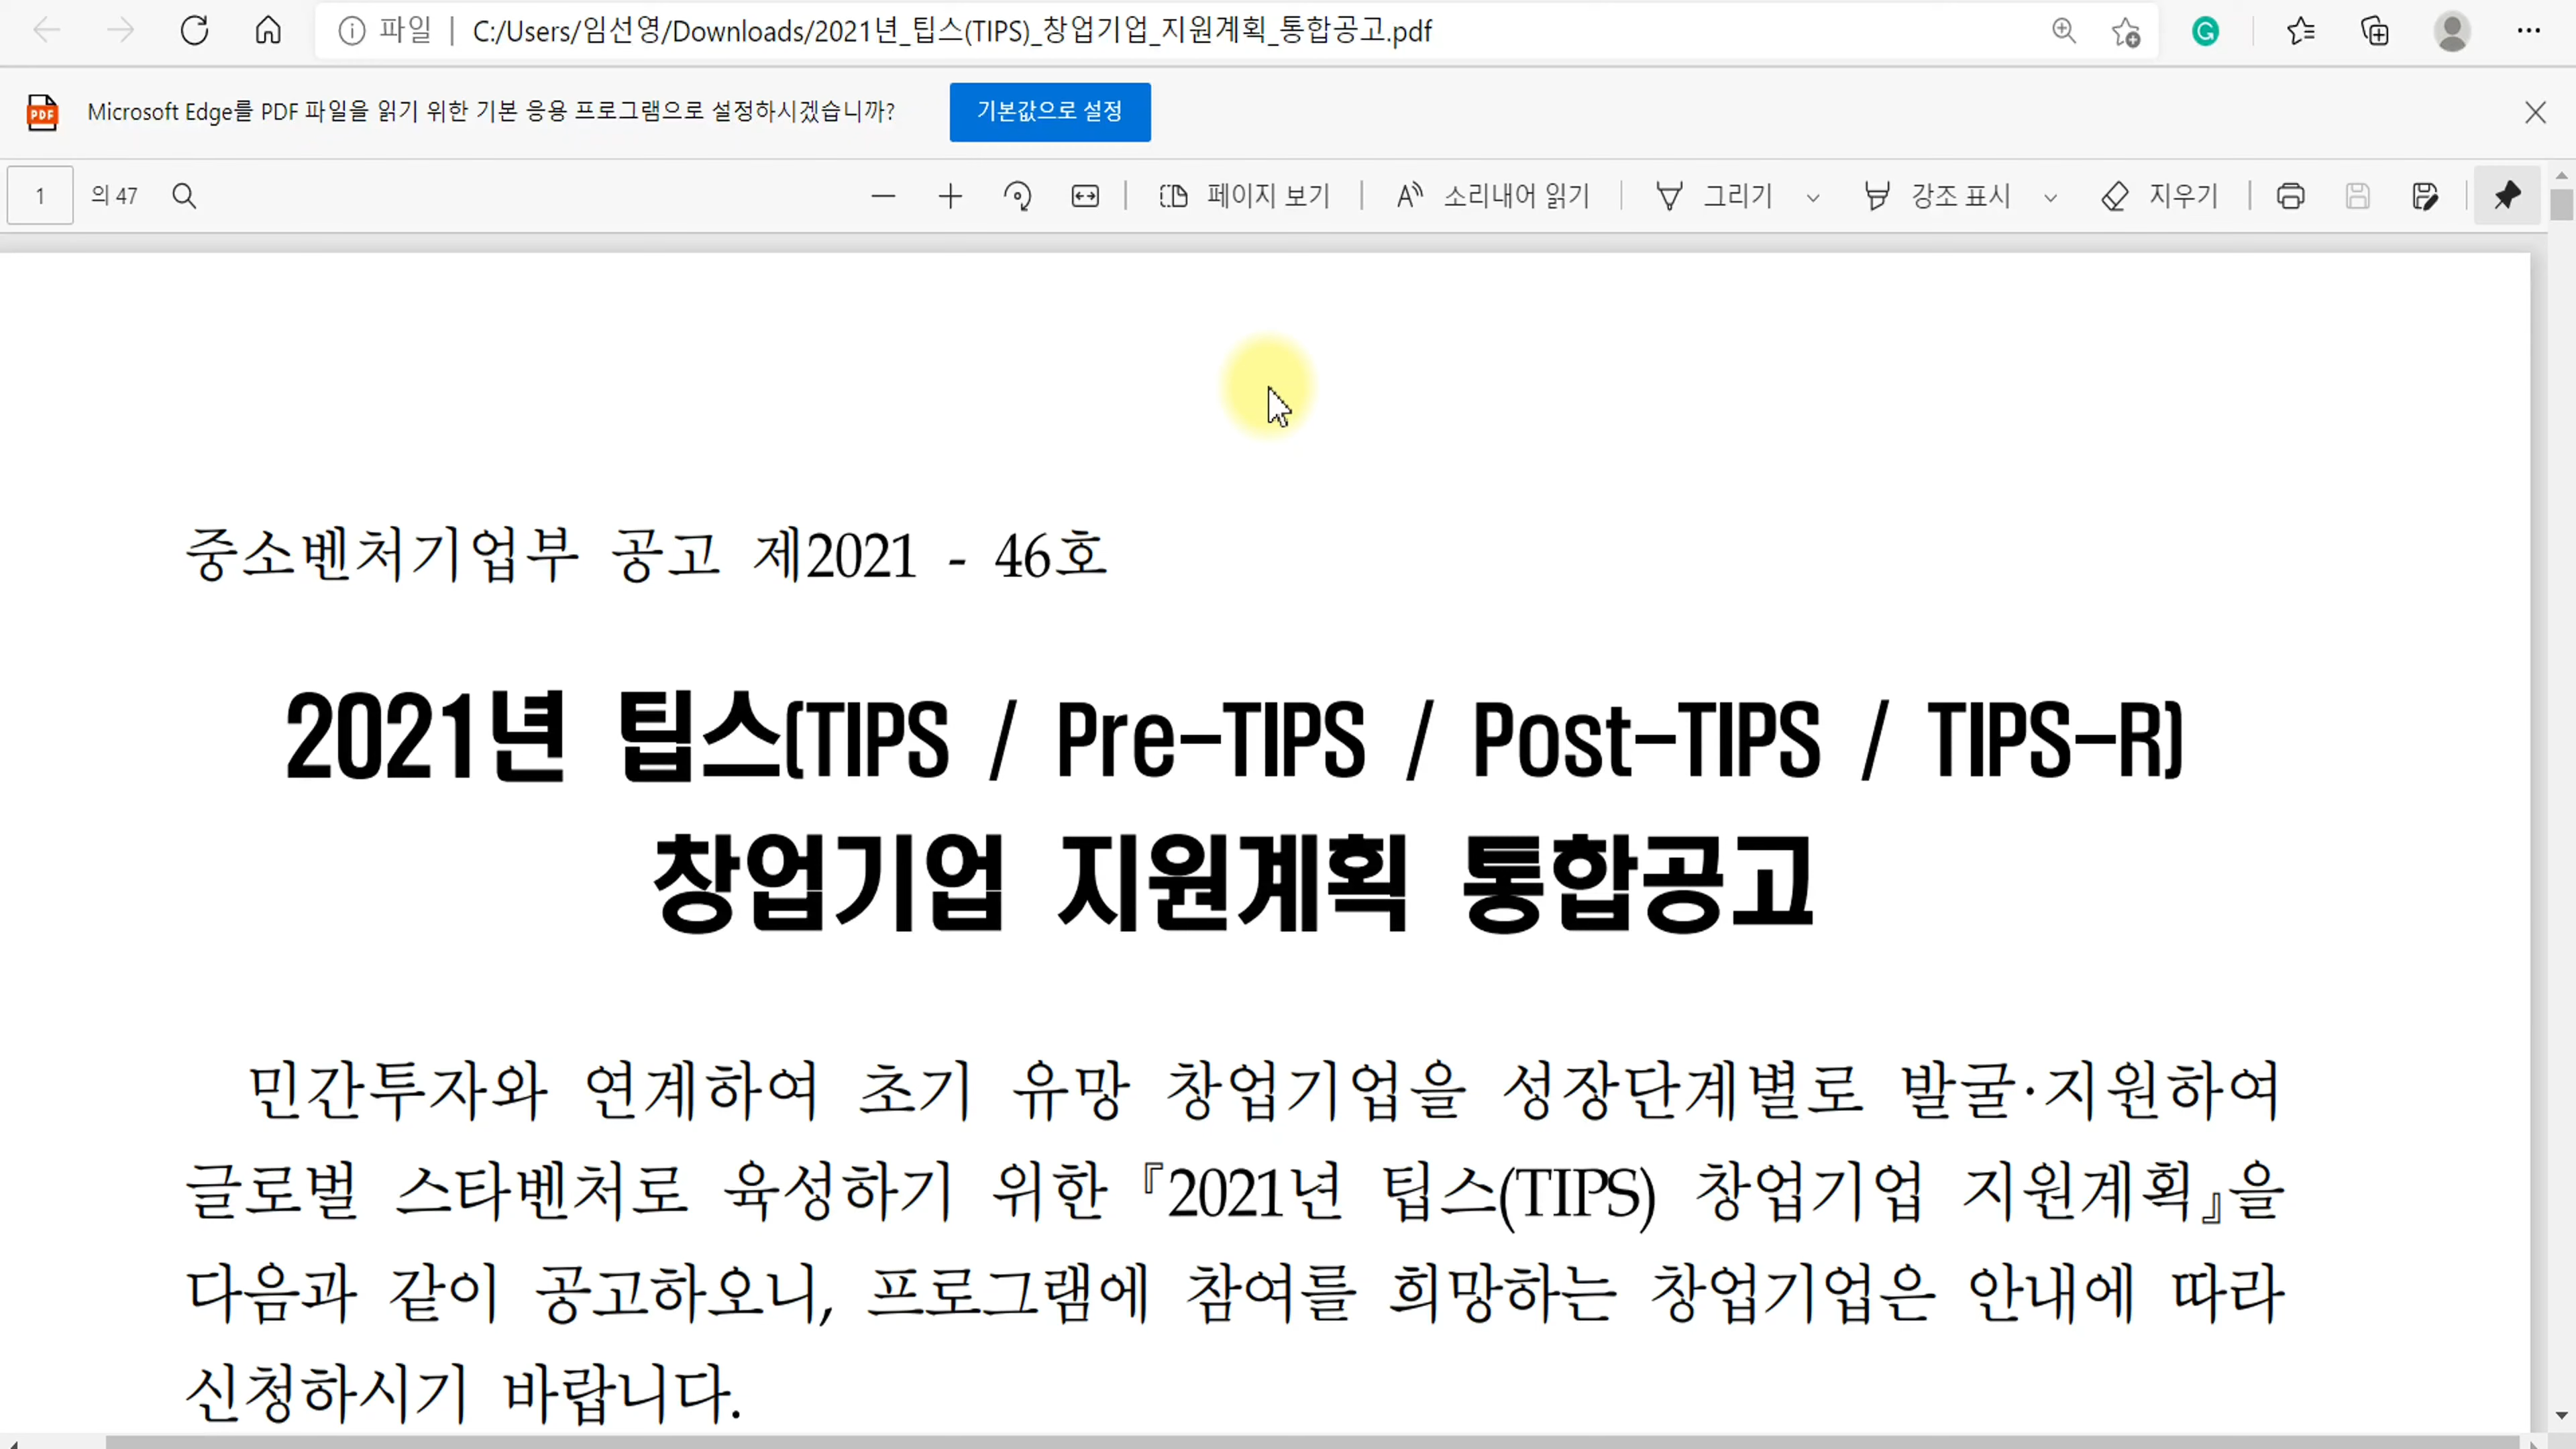 파일 | C:/Users/임선영/Downloads/2021년_팁스(TIPS)_창업기업_지원계획_통합공고.pdf
PDF Microsoft Edge를 PDF 파일을 읽기 위한 기본 응용 프로그램으로 설정하시겠습니까? 기본값으로 설정
1 의 47 페이지 보기 소리내어 읽기 그리기 강조 표시 지우기
중소벤처기업부 공고 제2021 - 46호
2021년 팁스(TIPS / Pre-TIPS / Post-TIPS / TIPS-R)
창업기업 지원계획 통합공고
민간투자와 연계하여 초기 유망 창업기업을 성장단계별로 발굴·지원하여
글로벌 스타벤처로 육성하기 위한『2021년 팁스(TIPS) 창업기업 지원계획』을
다음과 같이 공고하오니, 프로그램에 참여를 희망하는 창업기업은 안내에 따라
신청하시기 바랍니다.